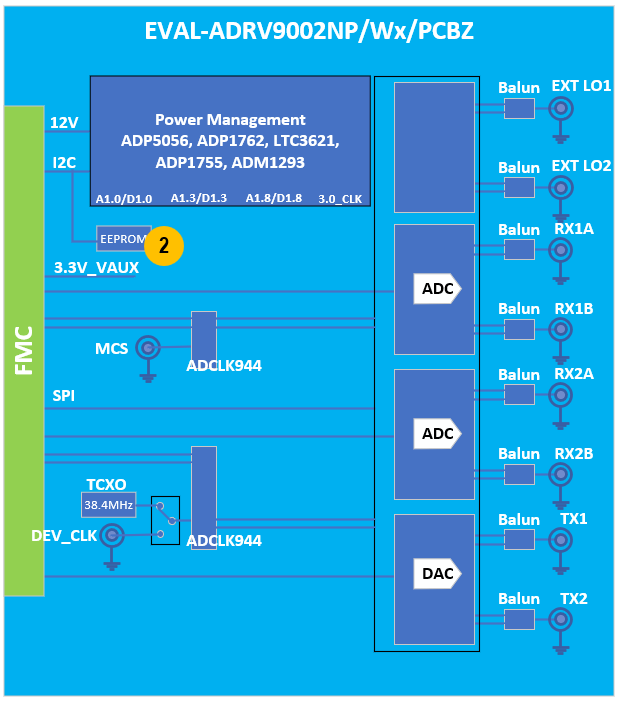 EVAL-ADRV9002NP/Wx/PCBZ
Balun EXT LO1
12V
Power Management
ADP5056, ADP1762, LTC3621,
ADP1755, ADM1293
I2C
Balun EXT LO2
A1.0/D1.0 A1.3/D1.3 A1.8/D1.8 3.0_CLK
EEPROM 2
Balun RX1A
3.3V_VAUX
ADC
Balun RX1B
FMC
MCS
ADCLK944
Balun RX2A
SPI
ADC
Balun RX2B
TCXO
38.4MHz
DEV_CLK
ADCLK944
Balun TX1
DAC
Balun TX2